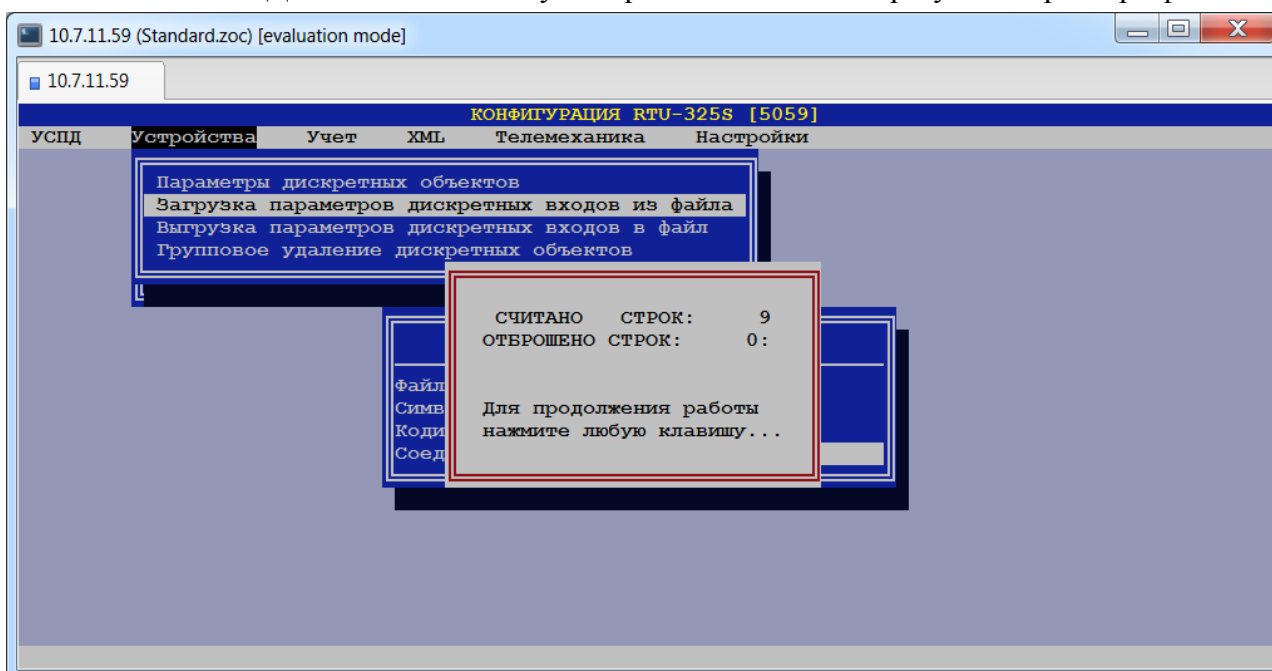 10.7.11.59 (Standard.zoc) [evaluation mode]
10.7.11.59
КОНФИГУРАЦИЯ RTU-325S [5059]
УСПД Устройства Учет XML Телемеханика Настройки
Параметры дискретных объектов
Загрузка параметров дискретных входов из файла
Выгрузка параметров дискретных входов в файл
Групповое удаление дискретных объектов
СЧИТАНО СТРОК: 9
ОТБРОШЕНО СТРОК: 0:
Файл
Симв
Для продолжения работы
Коди
нажмите любую клавишу...
Соед